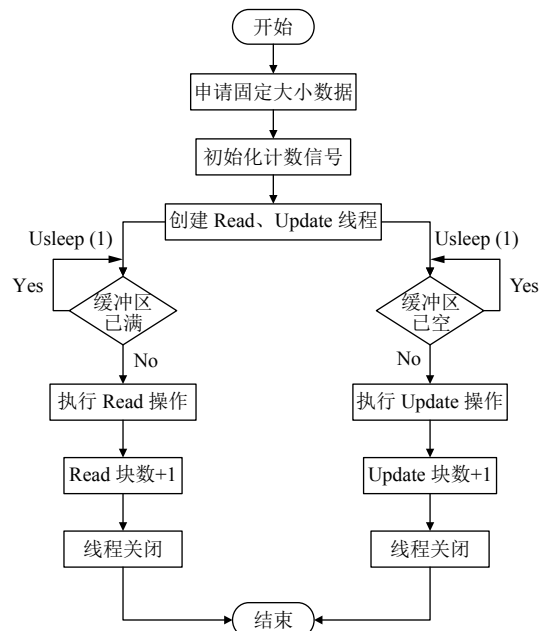 开始
申请固定大小数据
初始化计数信号
创建 Read、Update 线程
Usleep (1)
Usleep (1)
Yes
缓冲区
已满
缓冲区
已空
Yes
No
No
执行 Read 操作
执行 Update 操作
Read 块数+1
Update 块数+1
线程关闭
线程关闭
结束